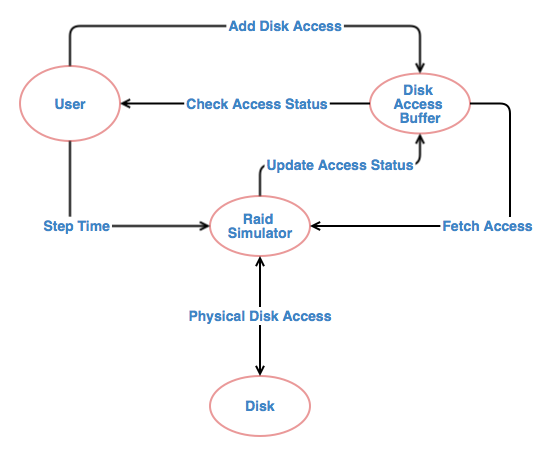 Add Disk Access
User
Check Access Status
Disk
Access
Buffer
Update Access Status
Step Time
Raid
Simulator
Fetch Access
Physical Disk Access
Disk